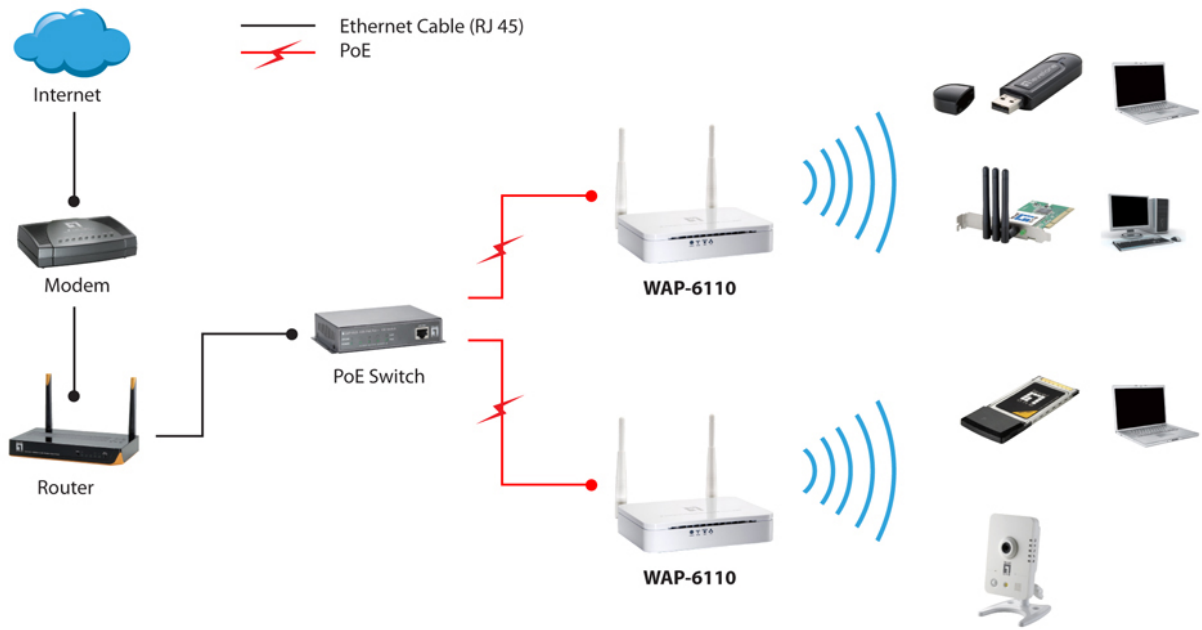 Ethernet Cable (RJ 45)
PoE
Internet
Modem
Router
PoE Switch
WAP-6110
WAP-6110